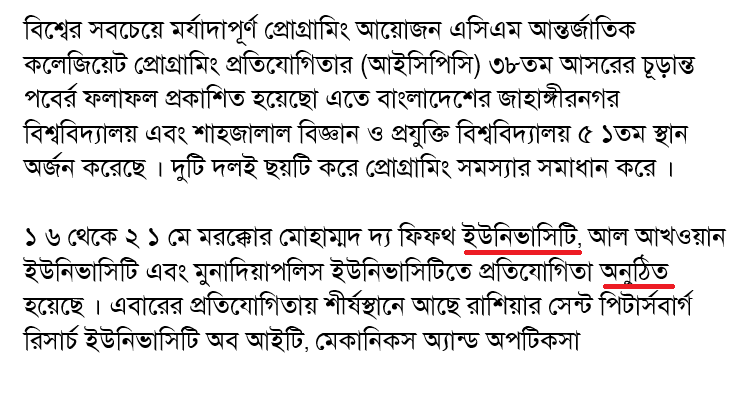 বিশ্বের সবচেয়ে মর্যাদাপূর্ণ প্রোগ্রামিং আয়োজন এসিএম আন্তর্জাতিক
কলেজিয়েট প্রোগ্রামিং প্রতিযোগিতার (আইসিপিসি) ৩৮তম আসরের চূড়ান্ত
পবের্র ফলাফল প্রকাশিত হয়েছো এতে বাংলাদেশের জাহাঙ্গীরনগর
বিশ্ববিদ্যালয় এবং শাহজালাল বিজ্ঞান ও প্রযুক্তি বিশ্ববিদ্যালয় ৫ ১তম স্থান
অর্জন করেছে । দুটি দলই ছয়টি করে প্রোগ্রামিং সমস্যার সমাধান করে ।
১ ৬ থেকে ২ ১ মে মরক্কোর মোহাম্মদ দ্য ফিফথ ইউনিভাসিটি, আল আখওয়ান
ইউনিভাসিটি এবং মুনাদিয়াপলিস ইউনিভাসিটিতে প্রতিযোগিতা অনুঠিত
হয়েছে । এবারের প্রতিযোগিতায় শীর্ষস্থানে আছে রাশিয়ার সেন্ট পিটার্সবার্গ
রিসার্চ ইউনিভাসিটি অব আইটি, মেকানিকস অ্যান্ড অপটিকসা